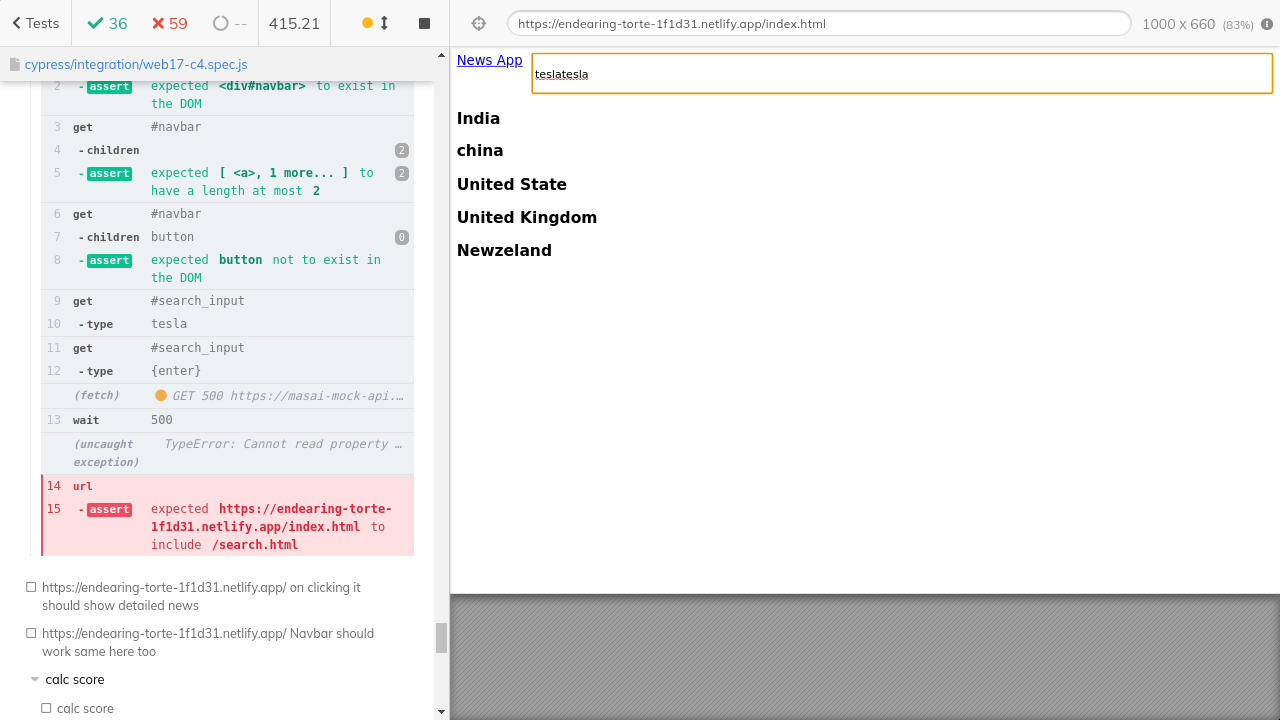 Tests
36
59
--
415.21
https://endearing-torte-1f1d31.netlify.app/index.html
1000 x 660 (83%)
cypress/integration/web17-c4.spec.js
2 -assert expected <div#navbar> to exist in
the DOM
3 get #navbar
4 -children 2
5 -assert expected [ <a>, 1 more... ] to 2
have a length at most 2
6 get #navbar
7 -children button 0
8 -assert expected button not to exist in
the DOM
9 get #search_input
10 -type tesla
11 get #search_input
12 -type {enter}
(fetch) GET 500 https://masai-mock-api.…
13 wait 500
(uncaught TypeError: Cannot read property …
exception)
14 url
15 -assert expected https://endearing-torte-
1f1d31.netlify.app/index.html to
include /search.html
https://endearing-torte-1f1d31.netlify.app/ on clicking it
should show detailed news
https://endearing-torte-1f1d31.netlify.app/ Navbar should
work same here too
calc score
calc score
News App
teslatesla
India
china
United State
United Kingdom
Newzeland